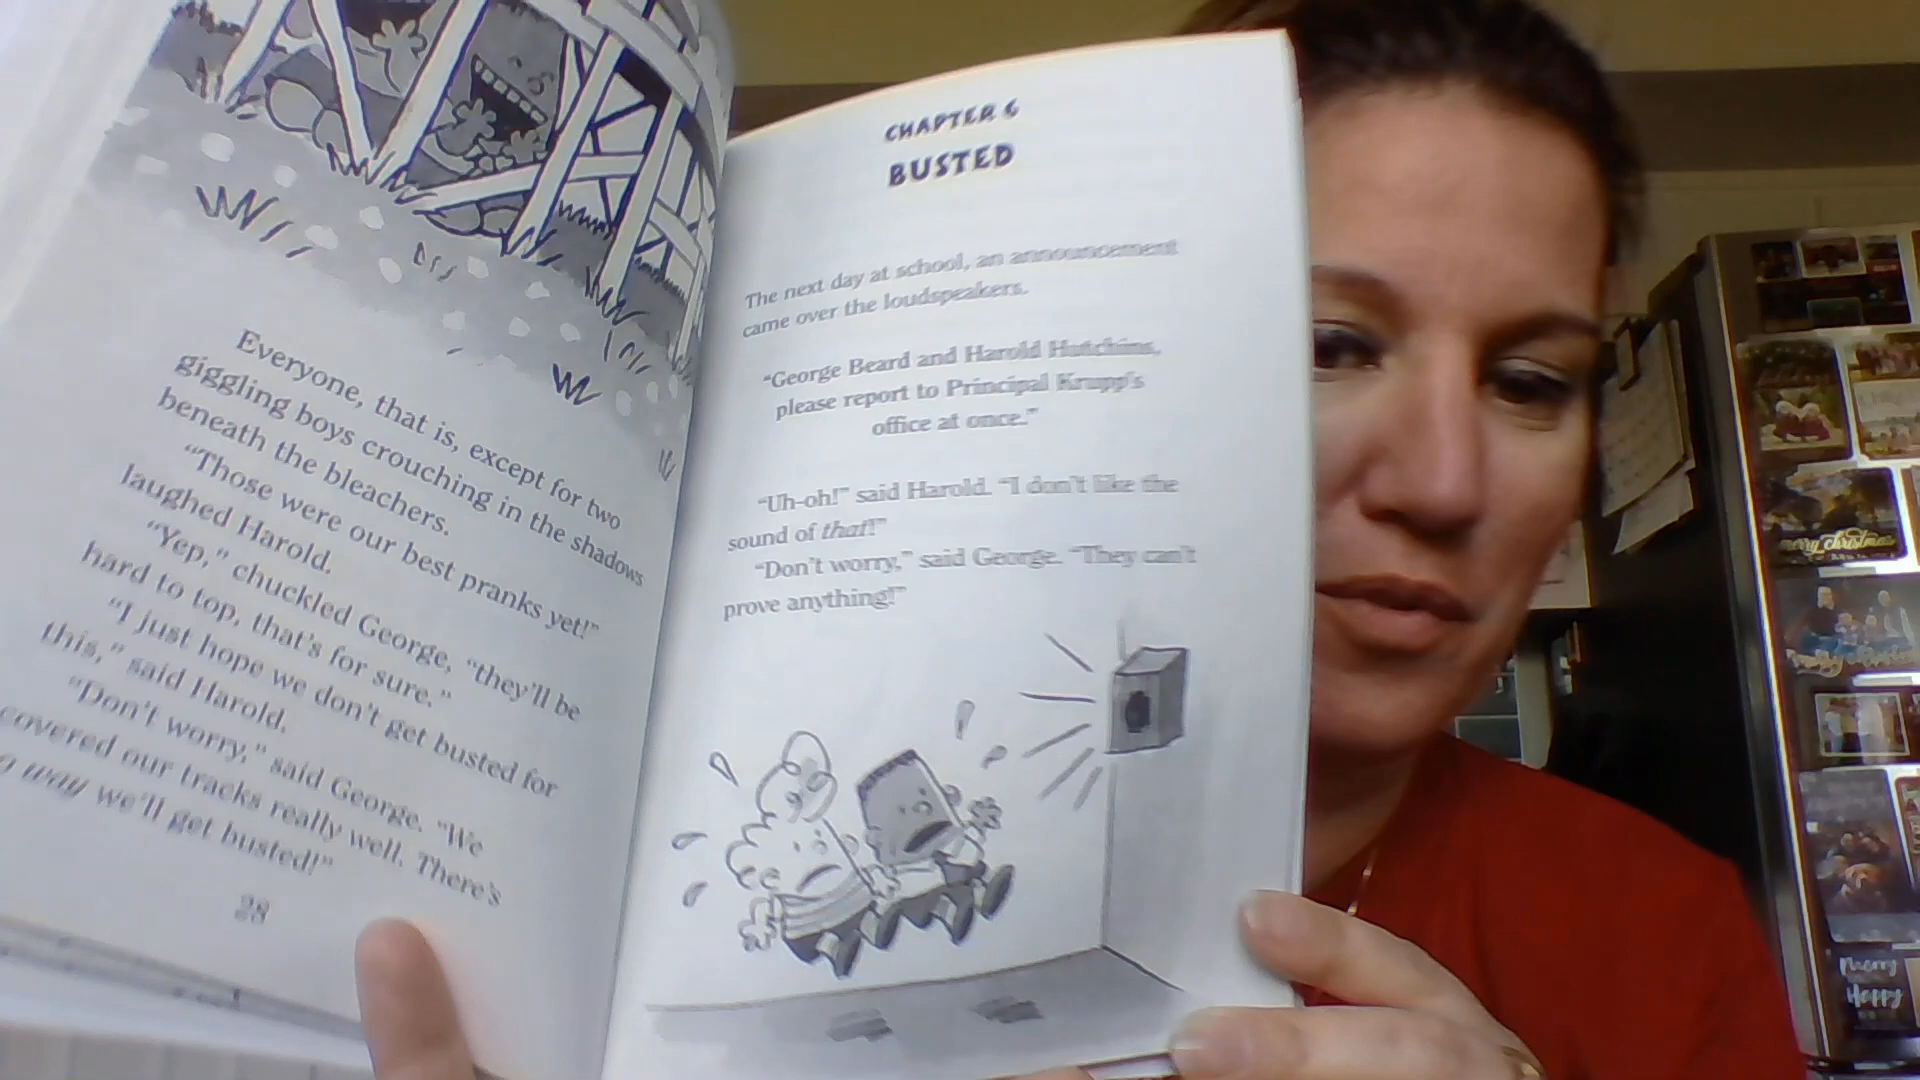 Everyone, that is, except for two
giggling boys crouching in the shadows
beneath the bleachers.
“Those were our best pranks yet!”
laughed Harold.
“Yep,” chuckled George, “they’ll be
hard to top, that’s for sure.”
“I just hope we don’t get busted for
this,” said Harold.
“Don’t worry,” said George. “We
covered our tracks really well. There’s
way we’ll get busted!”
28
CHAPTER 6
BUSTED
The next day at school, an announcement
came over the loudspeakers.
“George Beard and Harold Hutchins,
please report to Principal Krupp’s
office at once.”
“Uh-oh!” said Harold. “I don’t like the
sound of that!”
“Don’t worry,” said George. “They can’t
prove anything!”
merry christmas
Merry
Happy